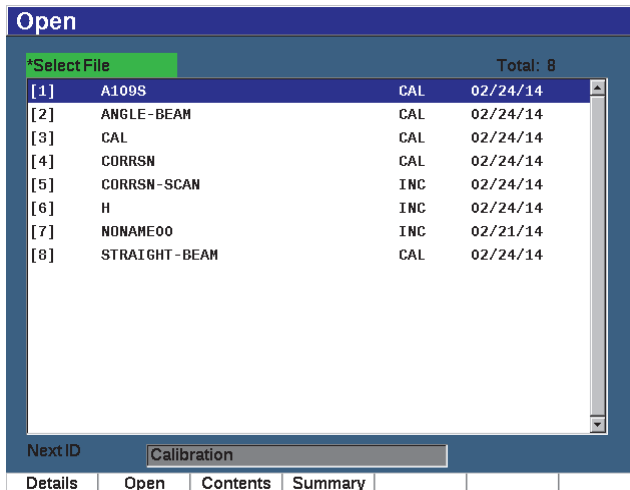 Open
*Select File Total: 8
[1] A109S CAL 02/24/14
[2] ANGLE-BEAM CAL 02/24/14
[3] CAL CAL 02/24/14
[4] CORRSN CAL 02/24/14
[5] CORRSN-SCAN INC 02/24/14
[6] H INC 02/24/14
[7] NONAME00 INC 02/21/14
[8] STRAIGHT-BEAM CAL 02/24/14
Next ID Calibration
Details Open Contents Summary